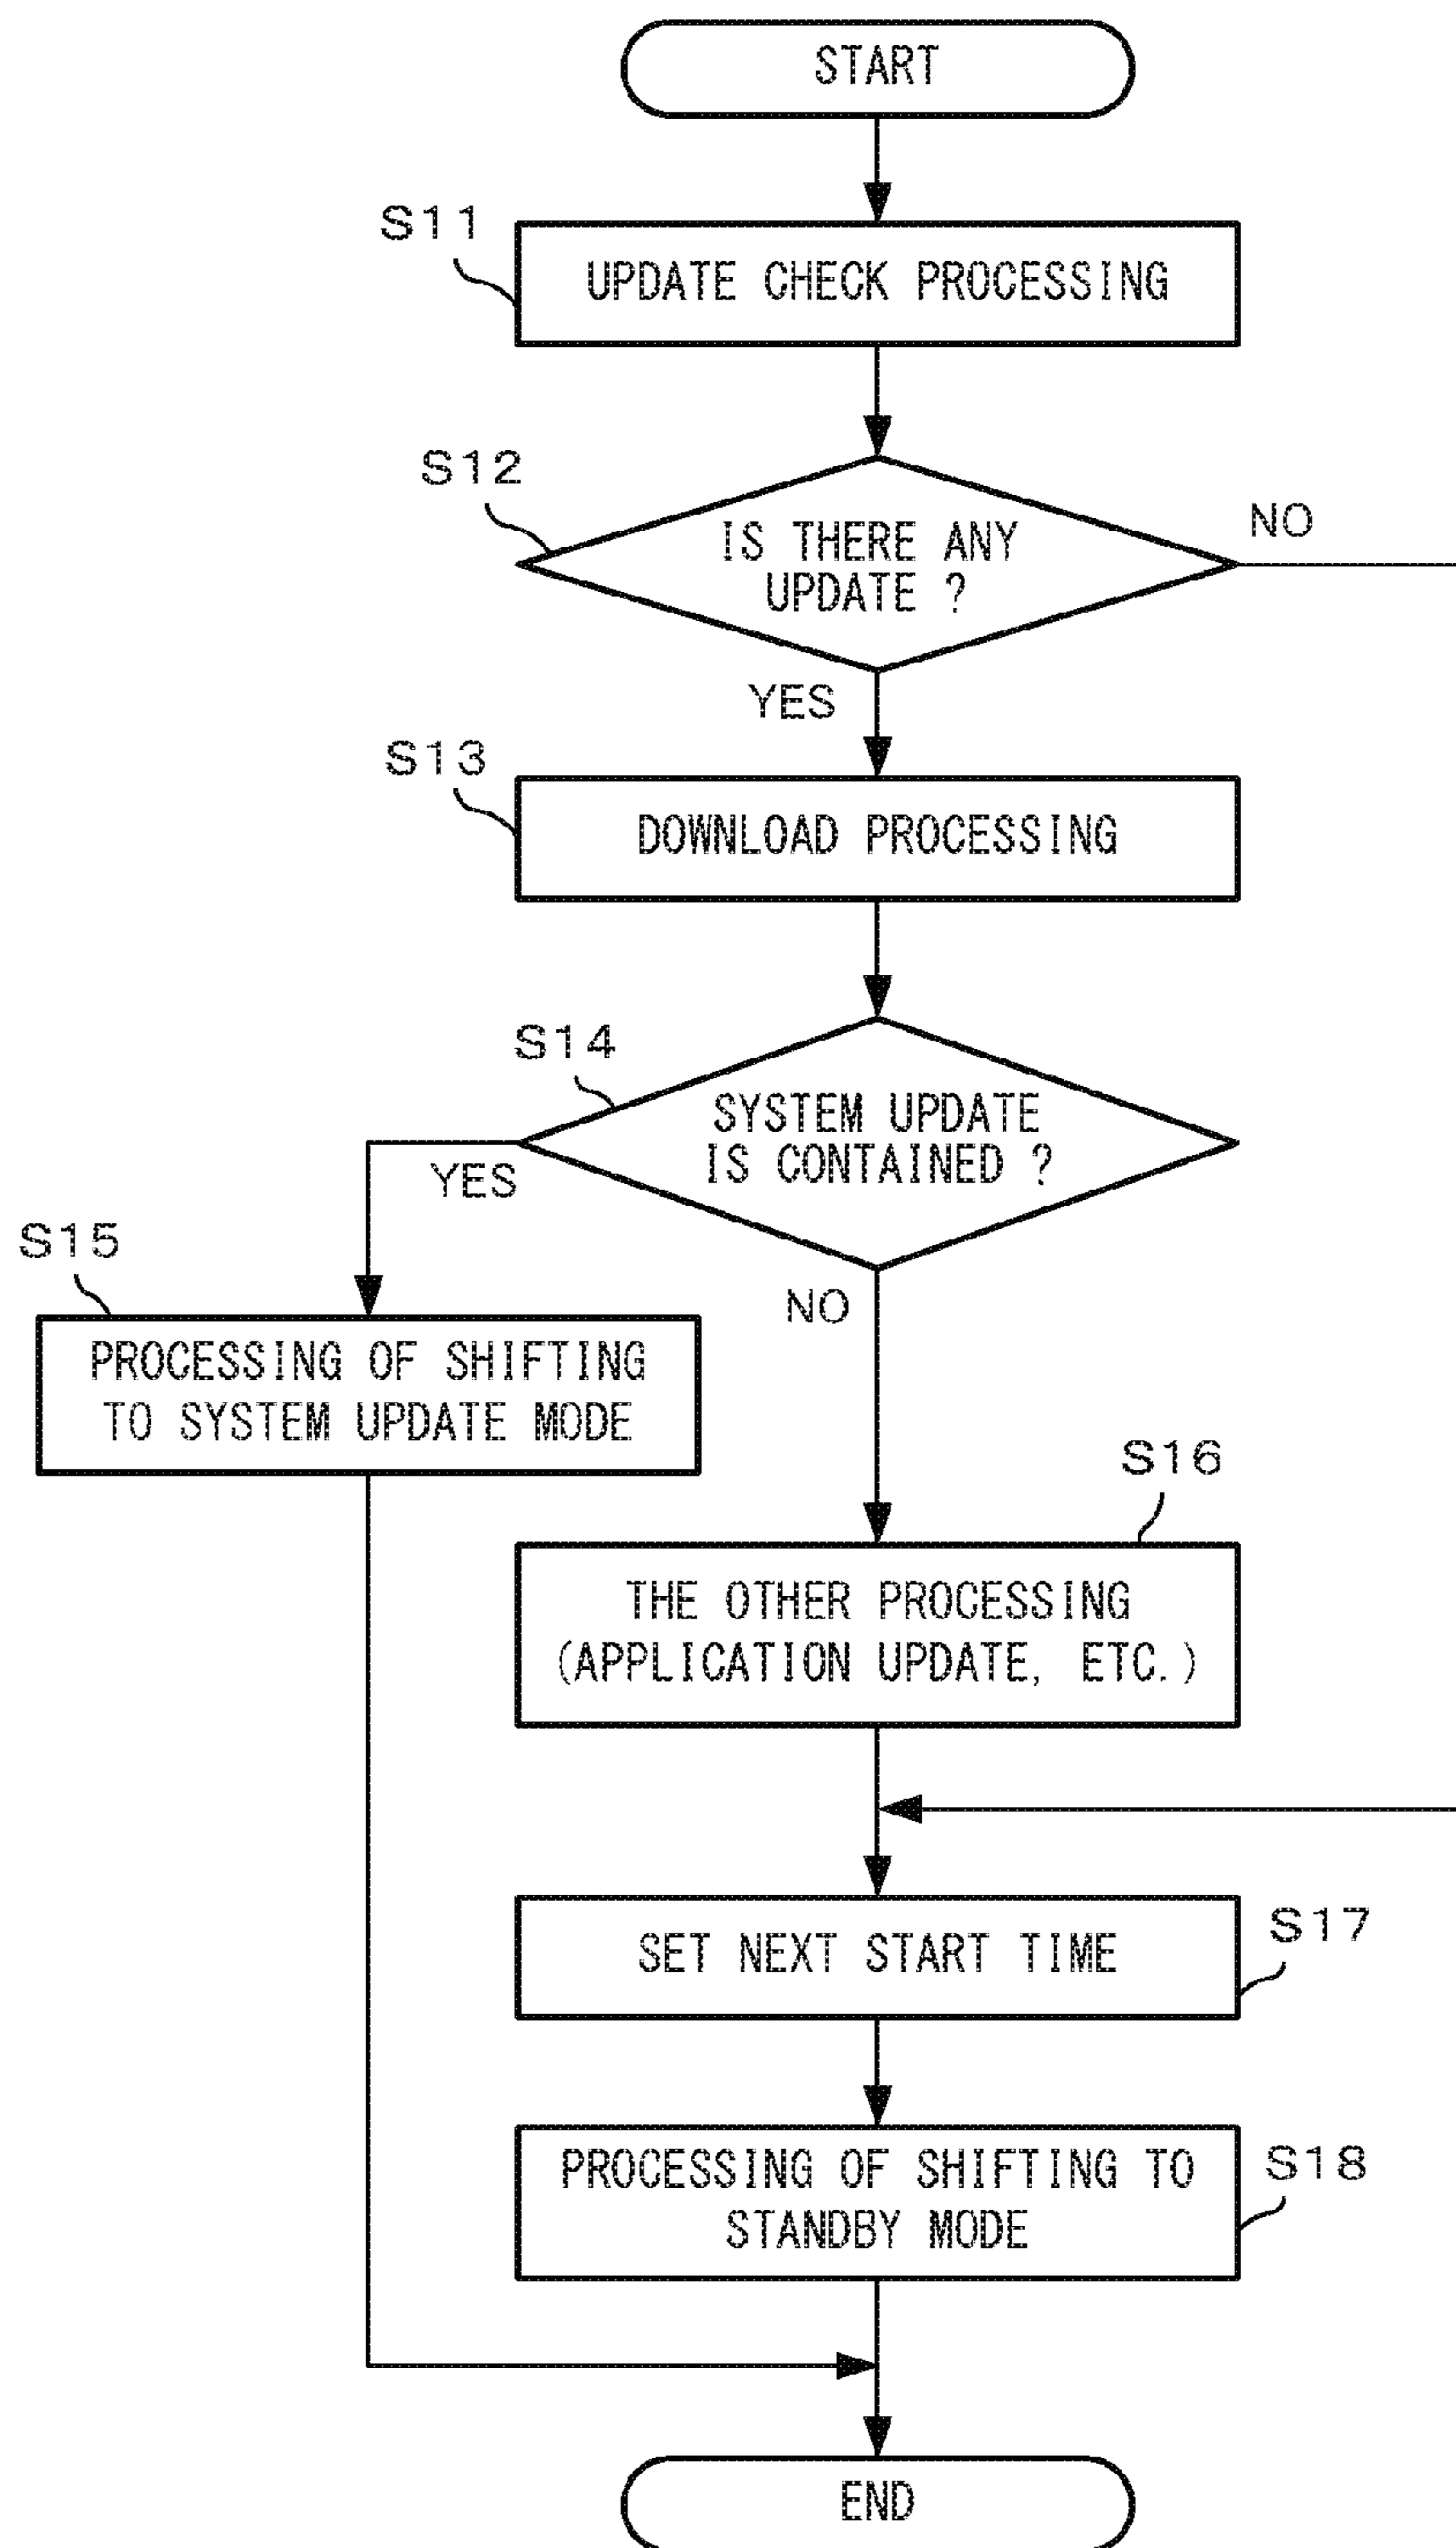 START
S11
UPDATE CHECK PROCESSING
S12
IS THERE ANY
UPDATE ?
NO
YES
S13
DOWNLOAD PROCESSING
S14
SYSTEM UPDATE
IS CONTAINED ?
YES
NO
S15
PROCESSING OF SHIFTING
TO SYSTEM UPDATE MODE
S16
THE OTHER PROCESSING
(APPLICATION UPDATE, ETC.)
SET NEXT START TIME
S17
PROCESSING OF SHIFTING TO
STANDBY MODE
S18
END